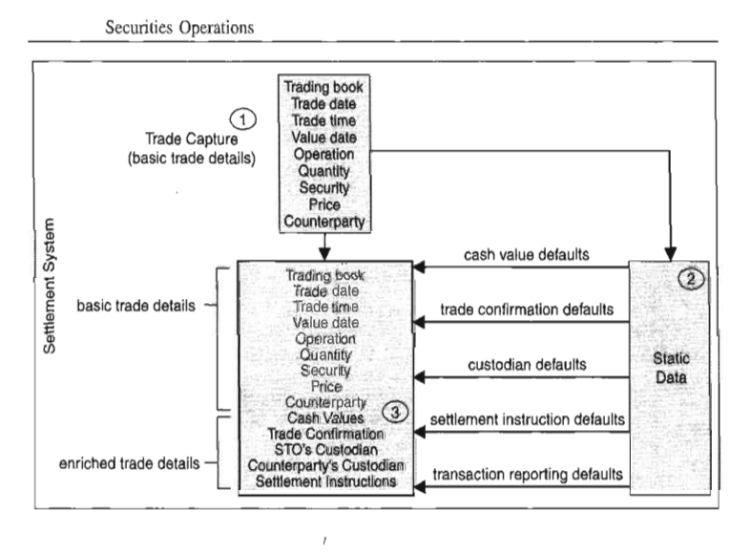 Securities Operations
Trading book
Trade date
Trade time
Value date
Operation
Quantity
Security
Price
Counterparty
1
Trade Capture
(basic trade details)
Settlement System
cash value defaults
trade confirmation defaults
custodian defaults
settlement instruction defaults
transaction reporting defaults
2
Static
Data
basic trade details
Trading book
Trade date
Trade time
Value date
Operation
Quantity
Security
Price
Counterparty
3
enriched trade details
Cash Values
Trade Confirmation
STO's Custodian
Counterparty's Custodian
Settlement Instructions